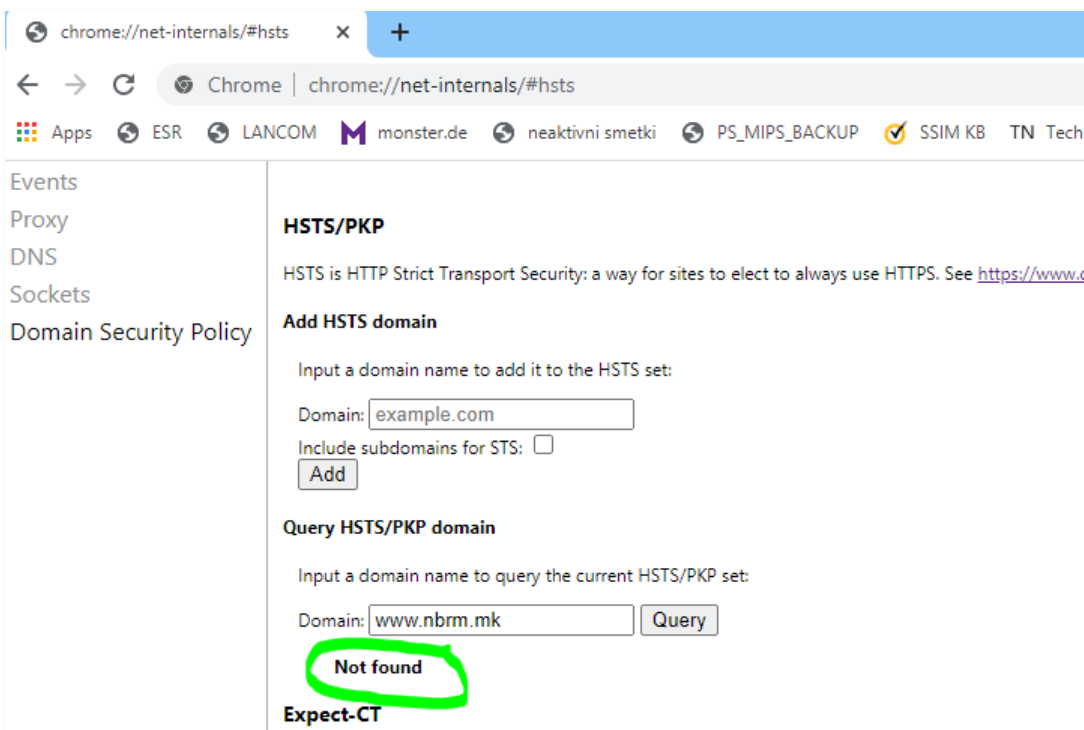 chrome://net-internals/#hsts
Chrome | chrome://net-internals/#hsts
Apps ESR LANCOM monster.de neaktivni smetki PS_MIPS_BACKUP SSIM KB TN Tech
Events
Proxy
DNS
Sockets
Domain Security Policy
HSTS/PKP
HSTS is HTTP Strict Transport Security: a way for sites to elect to always use HTTPS. See https://www.
Add HSTS domain
Input a domain name to add it to the HSTS set:
Domain: example.com
Include subdomains for STS:
Add
Query HSTS/PKP domain
Input a domain name to query the current HSTS/PKP set:
Domain: www.nbrm.mk Query
Not found
Expect-CT